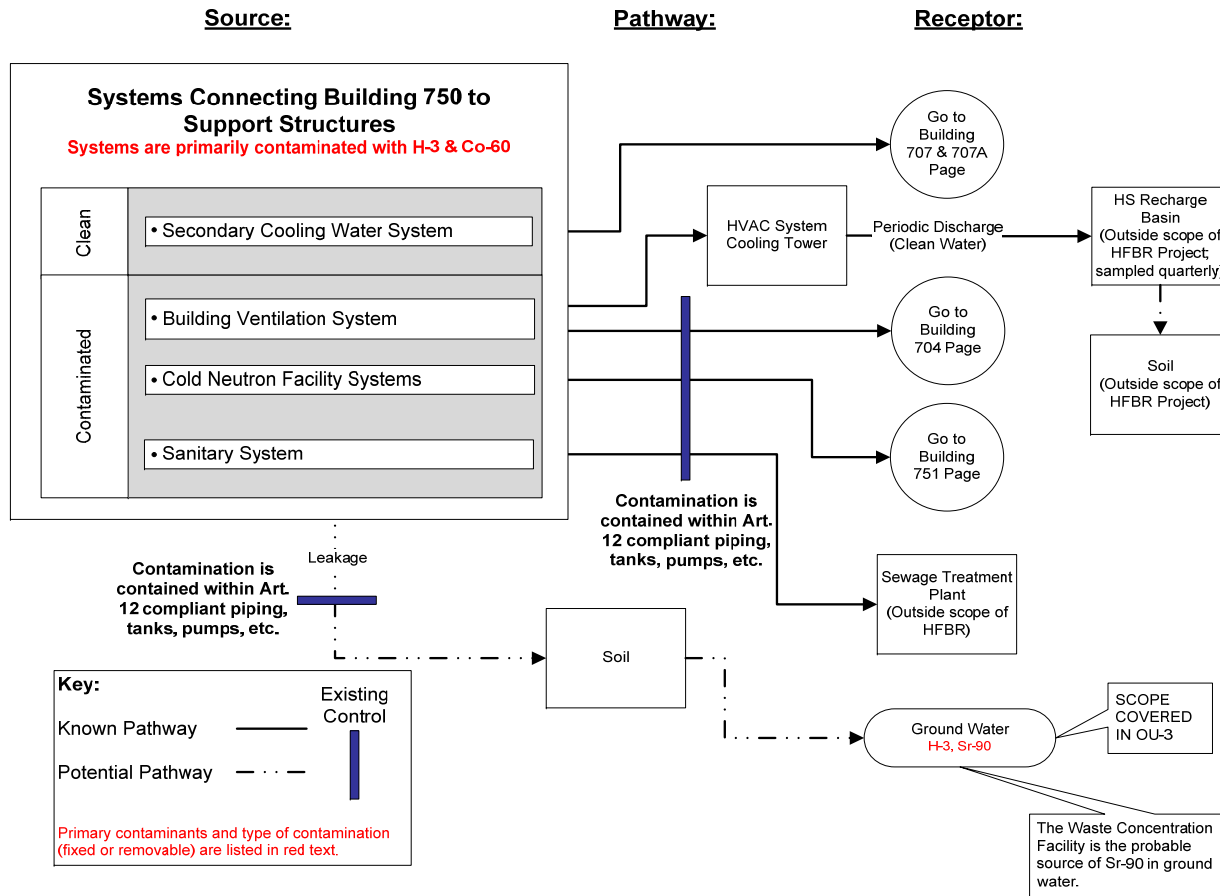 Source:
Pathway:
Receptor:
Systems Connecting Building 750 to
Support Structures
Systems are primarily contaminated with H-3 & Co-60
Clean
• Secondary Cooling Water System
Contaminated
• Building Ventilation System
• Cold Neutron Facility Systems
• Sanitary System
Go to
Building
707 & 707A
Page
HVAC System
Cooling Tower
Periodic Discharge
(Clean Water)
HS Recharge
Basin
(Outside scope of
HFBR Project;
sampled quarterly)
Go to
Building
704 Page
Soil
(Outside scope of
HFBR Project)
Go to
Building
751 Page
Contamination is
contained within Art.
12 compliant piping,
tanks, pumps, etc.
Leakage
Contamination is
contained within Art.
12 compliant piping,
tanks, pumps, etc.
Sewage Treatment
Plant
(Outside scope of
HFBR)
Soil
Ground Water
H-3, Sr-90
SCOPE
COVERED
IN OU-3
The Waste Concentration
Facility is the probable
source of Sr-90 in ground
water.
Key:
Existing
Control
Known Pathway
Potential Pathway
Primary contaminants and type of contamination
(fixed or removable) are listed in red text.